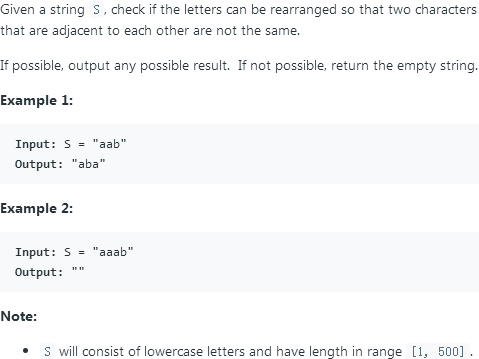 Given a string S, check if the letters can be rearranged so that two characters
that are adjacent to each other are not the same.
If possible, output any possible result. If not possible, return the empty string.
Example 1:
Input: S = "aab"
Output: "aba"
Example 2:
Input: S = "aaab"
Output: ""
Note:
• S will consist of lowercase letters and have length in range [1, 500].